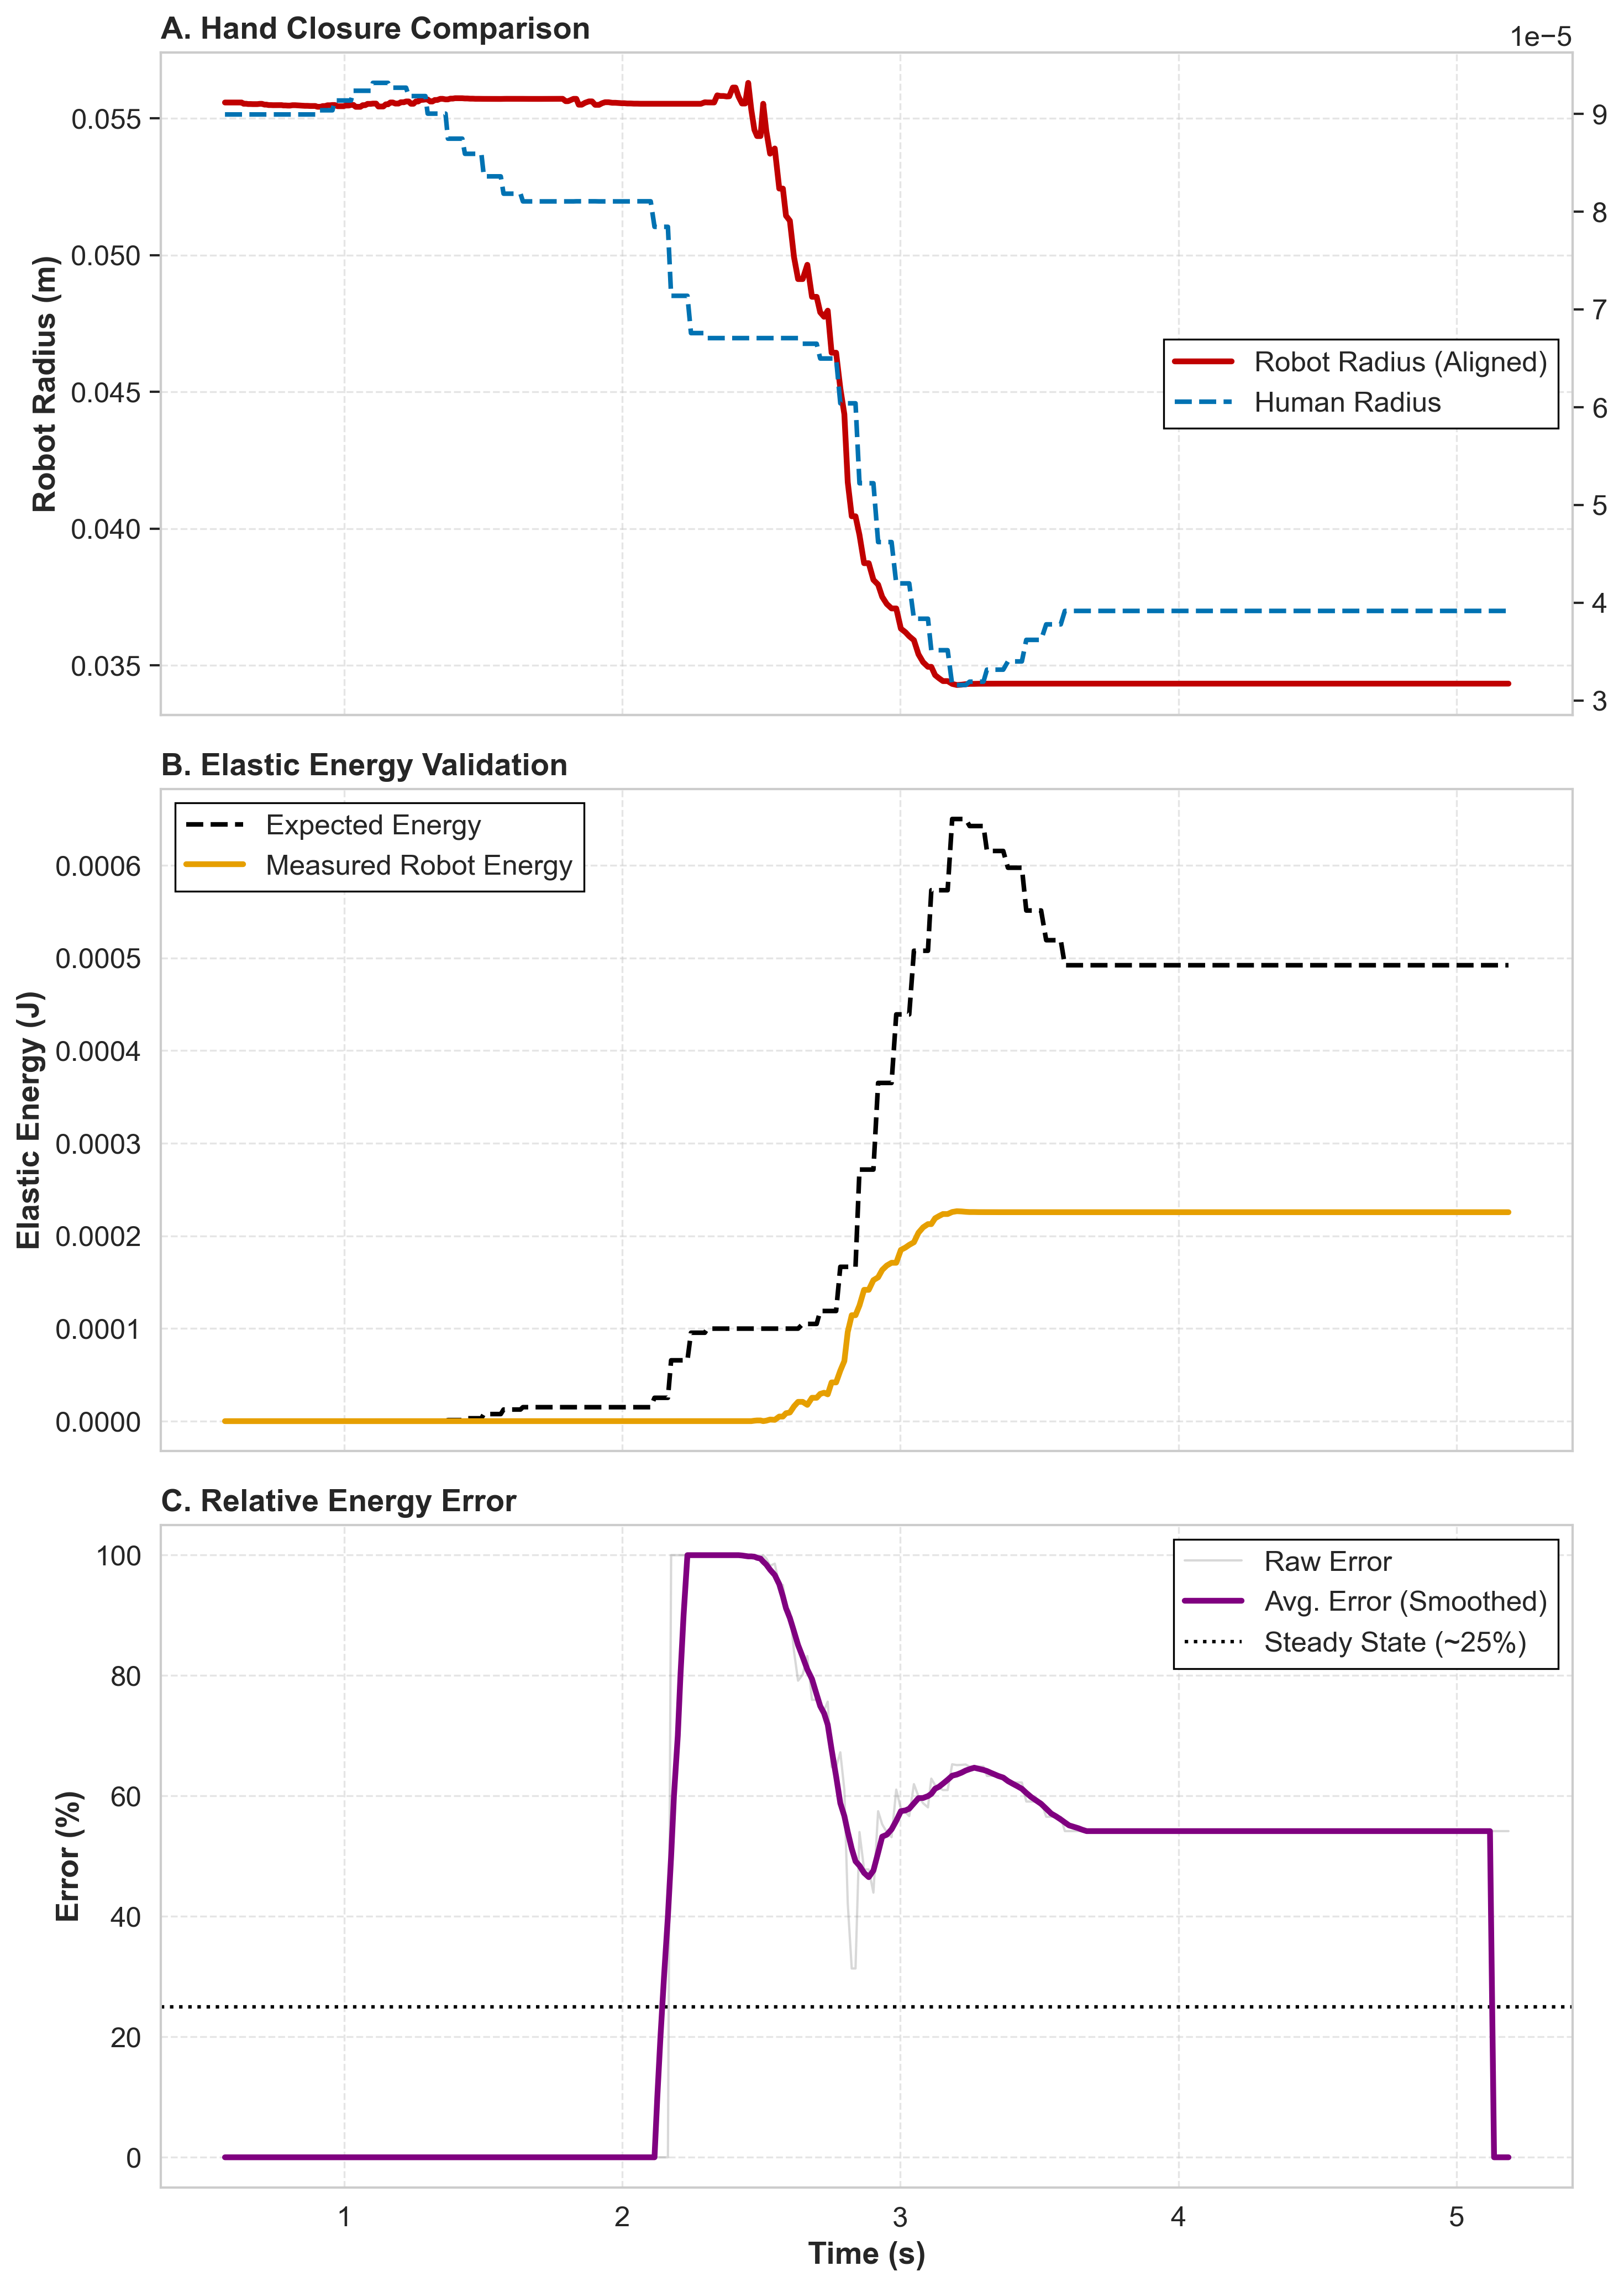 A. Hand Closure Comparison
1e−5
0.055
0.050
0.045
0.040
0.035
Robot Radius (m)
9
8
7
6
5
4
3
Robot Radius (Aligned)
Human Radius
B. Elastic Energy Validation
Expected Energy
Measured Robot Energy
0.0006
0.0005
0.0004
0.0003
0.0002
0.0001
0.0000
Elastic Energy (J)
C. Relative Energy Error
Raw Error
Avg. Error (Smoothed)
Steady State (~25%)
100
80
60
40
20
0
Error (%)
1 2 3 4 5
Time (s)